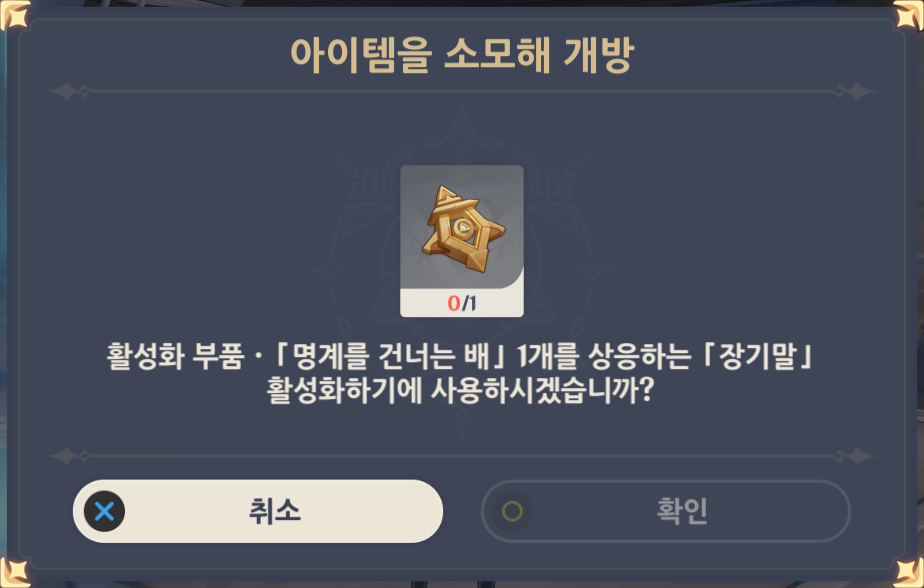 아이템을 소모해 개방
0/1
활성화 부품·「명계를 건너는 배」 1개를 상응하는 「장기말」
활성화하기에 사용하시겠습니까?
취소
확인